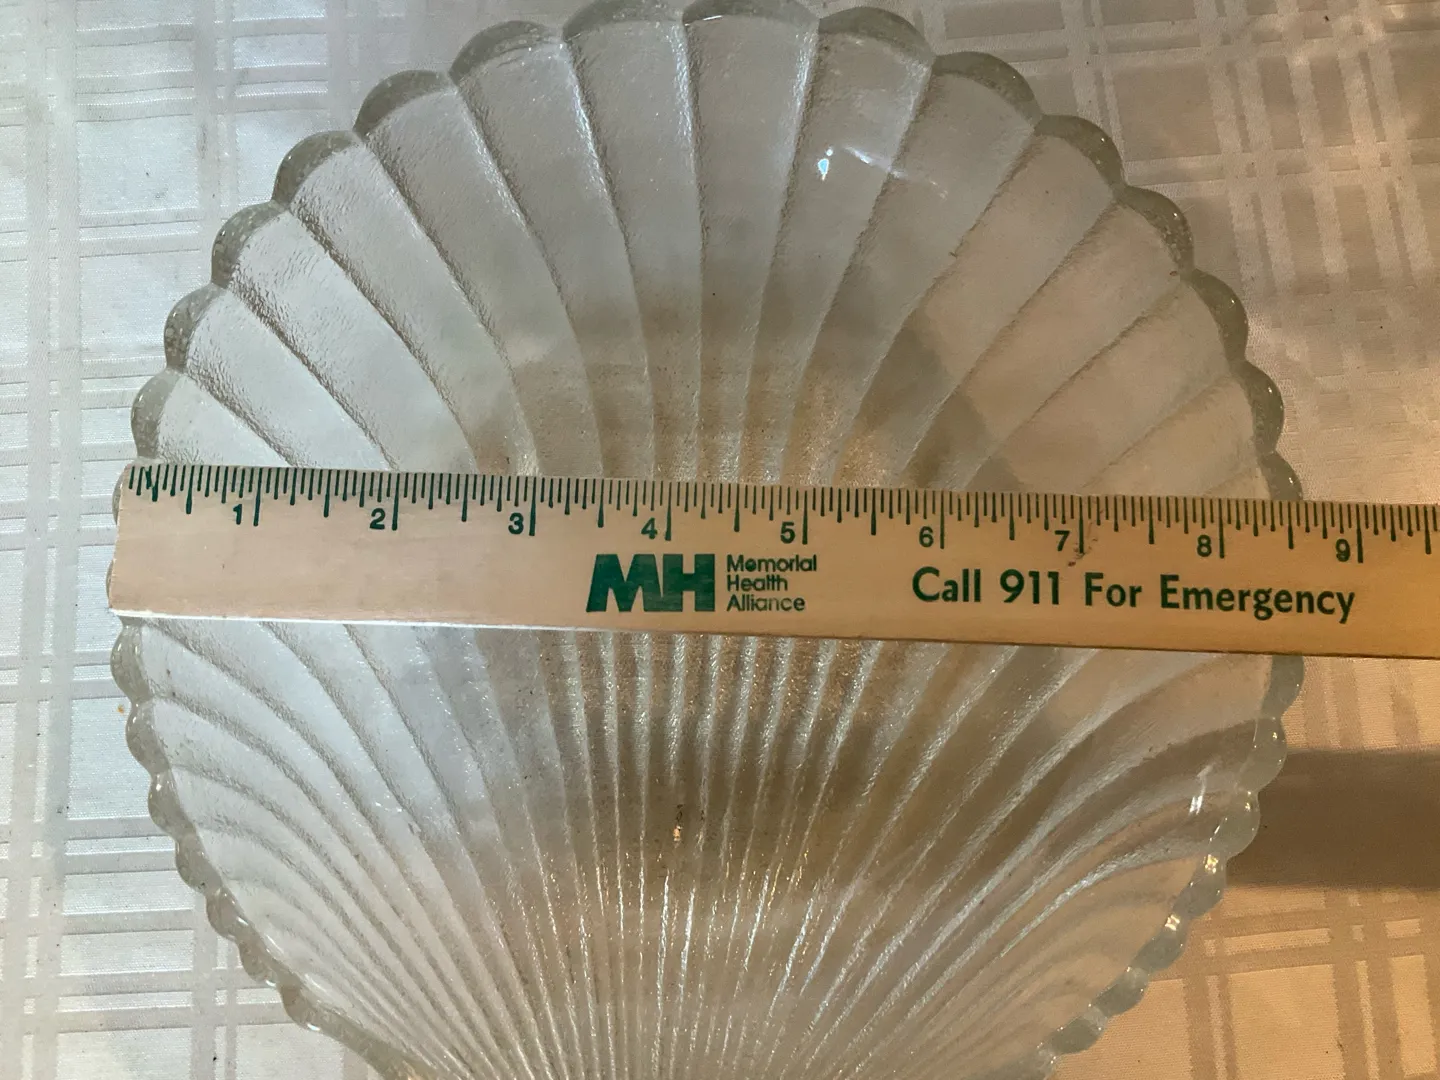 1 2 3 4 5 6 7 8 9
MH Memorial
Health
Alliance
Call 911 For Emergency